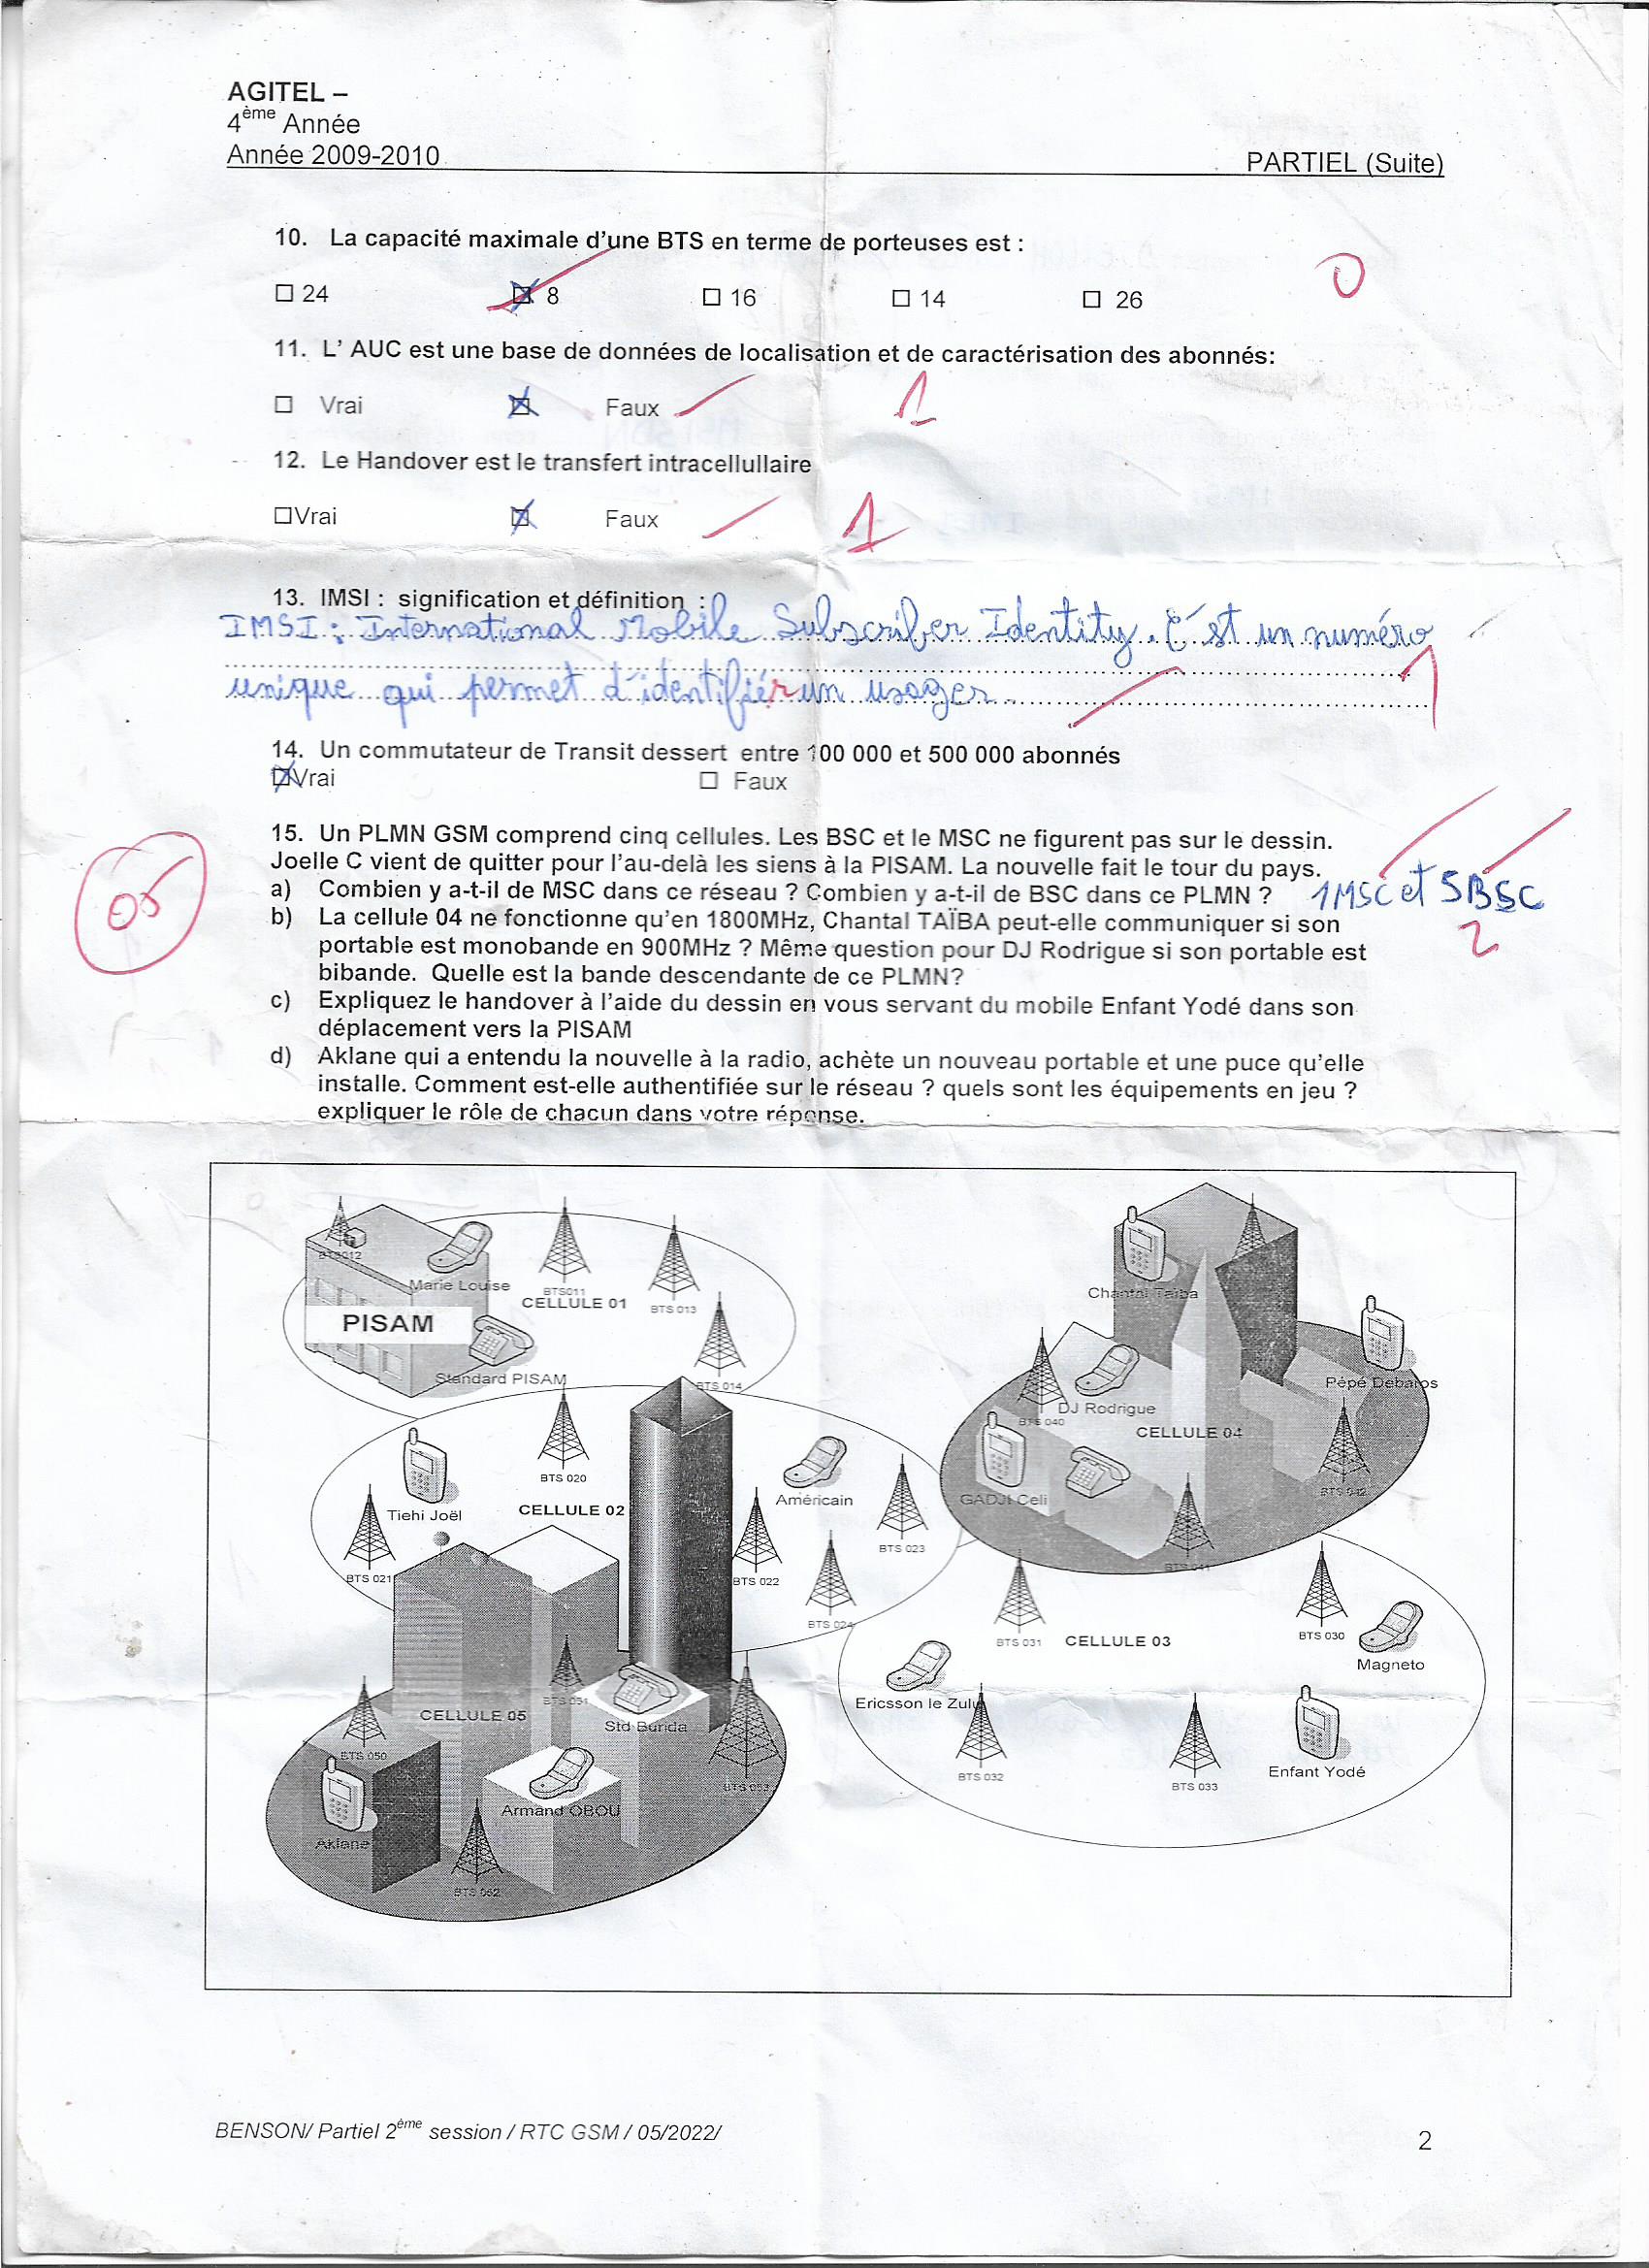 AGITEL –
4ème Année
Année 2009-2010
PARTIEL (Suite)
10. La capacité maximale d'une BTS en terme de porteuses est :
☐ 24 ☒ 8 ☐ 16 ☐ 14 ☐ 26
0
11. L' AUC est une base de données de localisation et de caractérisation des abonnés:
☐ Vrai ☒ Faux 1
12. Le Handover est le transfert intracellullaire
☐Vrai ☒ Faux 1
13. IMSI : signification et définition :
IMSI : International Mobile Subscriber Identity. C'est un numéro
unique qui permet d'identifiér un usager.
1
14. Un commutateur de Transit dessert entre 100 000 et 500 000 abonnés
☒Vrai ☐ Faux
15. Un PLMN GSM comprend cinq cellules. Les BSC et le MSC ne figurent pas sur le dessin.
Joelle C vient de quitter pour l'au-delà les siens à la PISAM. La nouvelle fait le tour du pays.
a) Combien y a-t-il de MSC dans ce réseau ? Combien y a-t-il de BSC dans ce PLMN ? 1MSC et 5BSC
05
2
b) La cellule 04 ne fonctionne qu'en 1800MHz, Chantal TAÏBA peut-elle communiquer si son
portable est monobande en 900MHz ? Même question pour DJ Rodrigue si son portable est
bibande. Quelle est la bande descendante de ce PLMN?
c) Expliquez le handover à l'aide du dessin en vous servant du mobile Enfant Yodé dans son
déplacement vers la PISAM
d) Aklane qui a entendu la nouvelle à la radio, achète un nouveau portable et une puce qu'elle
installe. Comment est-elle authentifiée sur le réseau ? quels sont les équipements en jeu ?
expliquer le rôle de chacun dans votre réponse.
BTS012
Marie Louise
BTS011
CELLULE 01
BTS 013
PISAM
Standard PISAM
BTS 014
Chantal Taïba
Pépé Debaros
DJ Rodrigue
BTS 040
CELLULE 04
GADJI Celi
BTS 042
BTS 041
BTS 020
Tiehi Joël
CELLULE 02
Américain
BTS 023
BTS 021
BTS 022
BTS 024
BTS 031
CELLULE 03
BTS 030
Magneto
Ericsson le Zulu
BTS 032
BTS 033
Enfant Yodé
BTS 051
CELLULE 05
Std Burida
BTS 050
BTS 053
Armand OBOU
Aklane
BTS 052
BENSON/ Partiel 2ème session / RTC GSM / 05/2022/
2